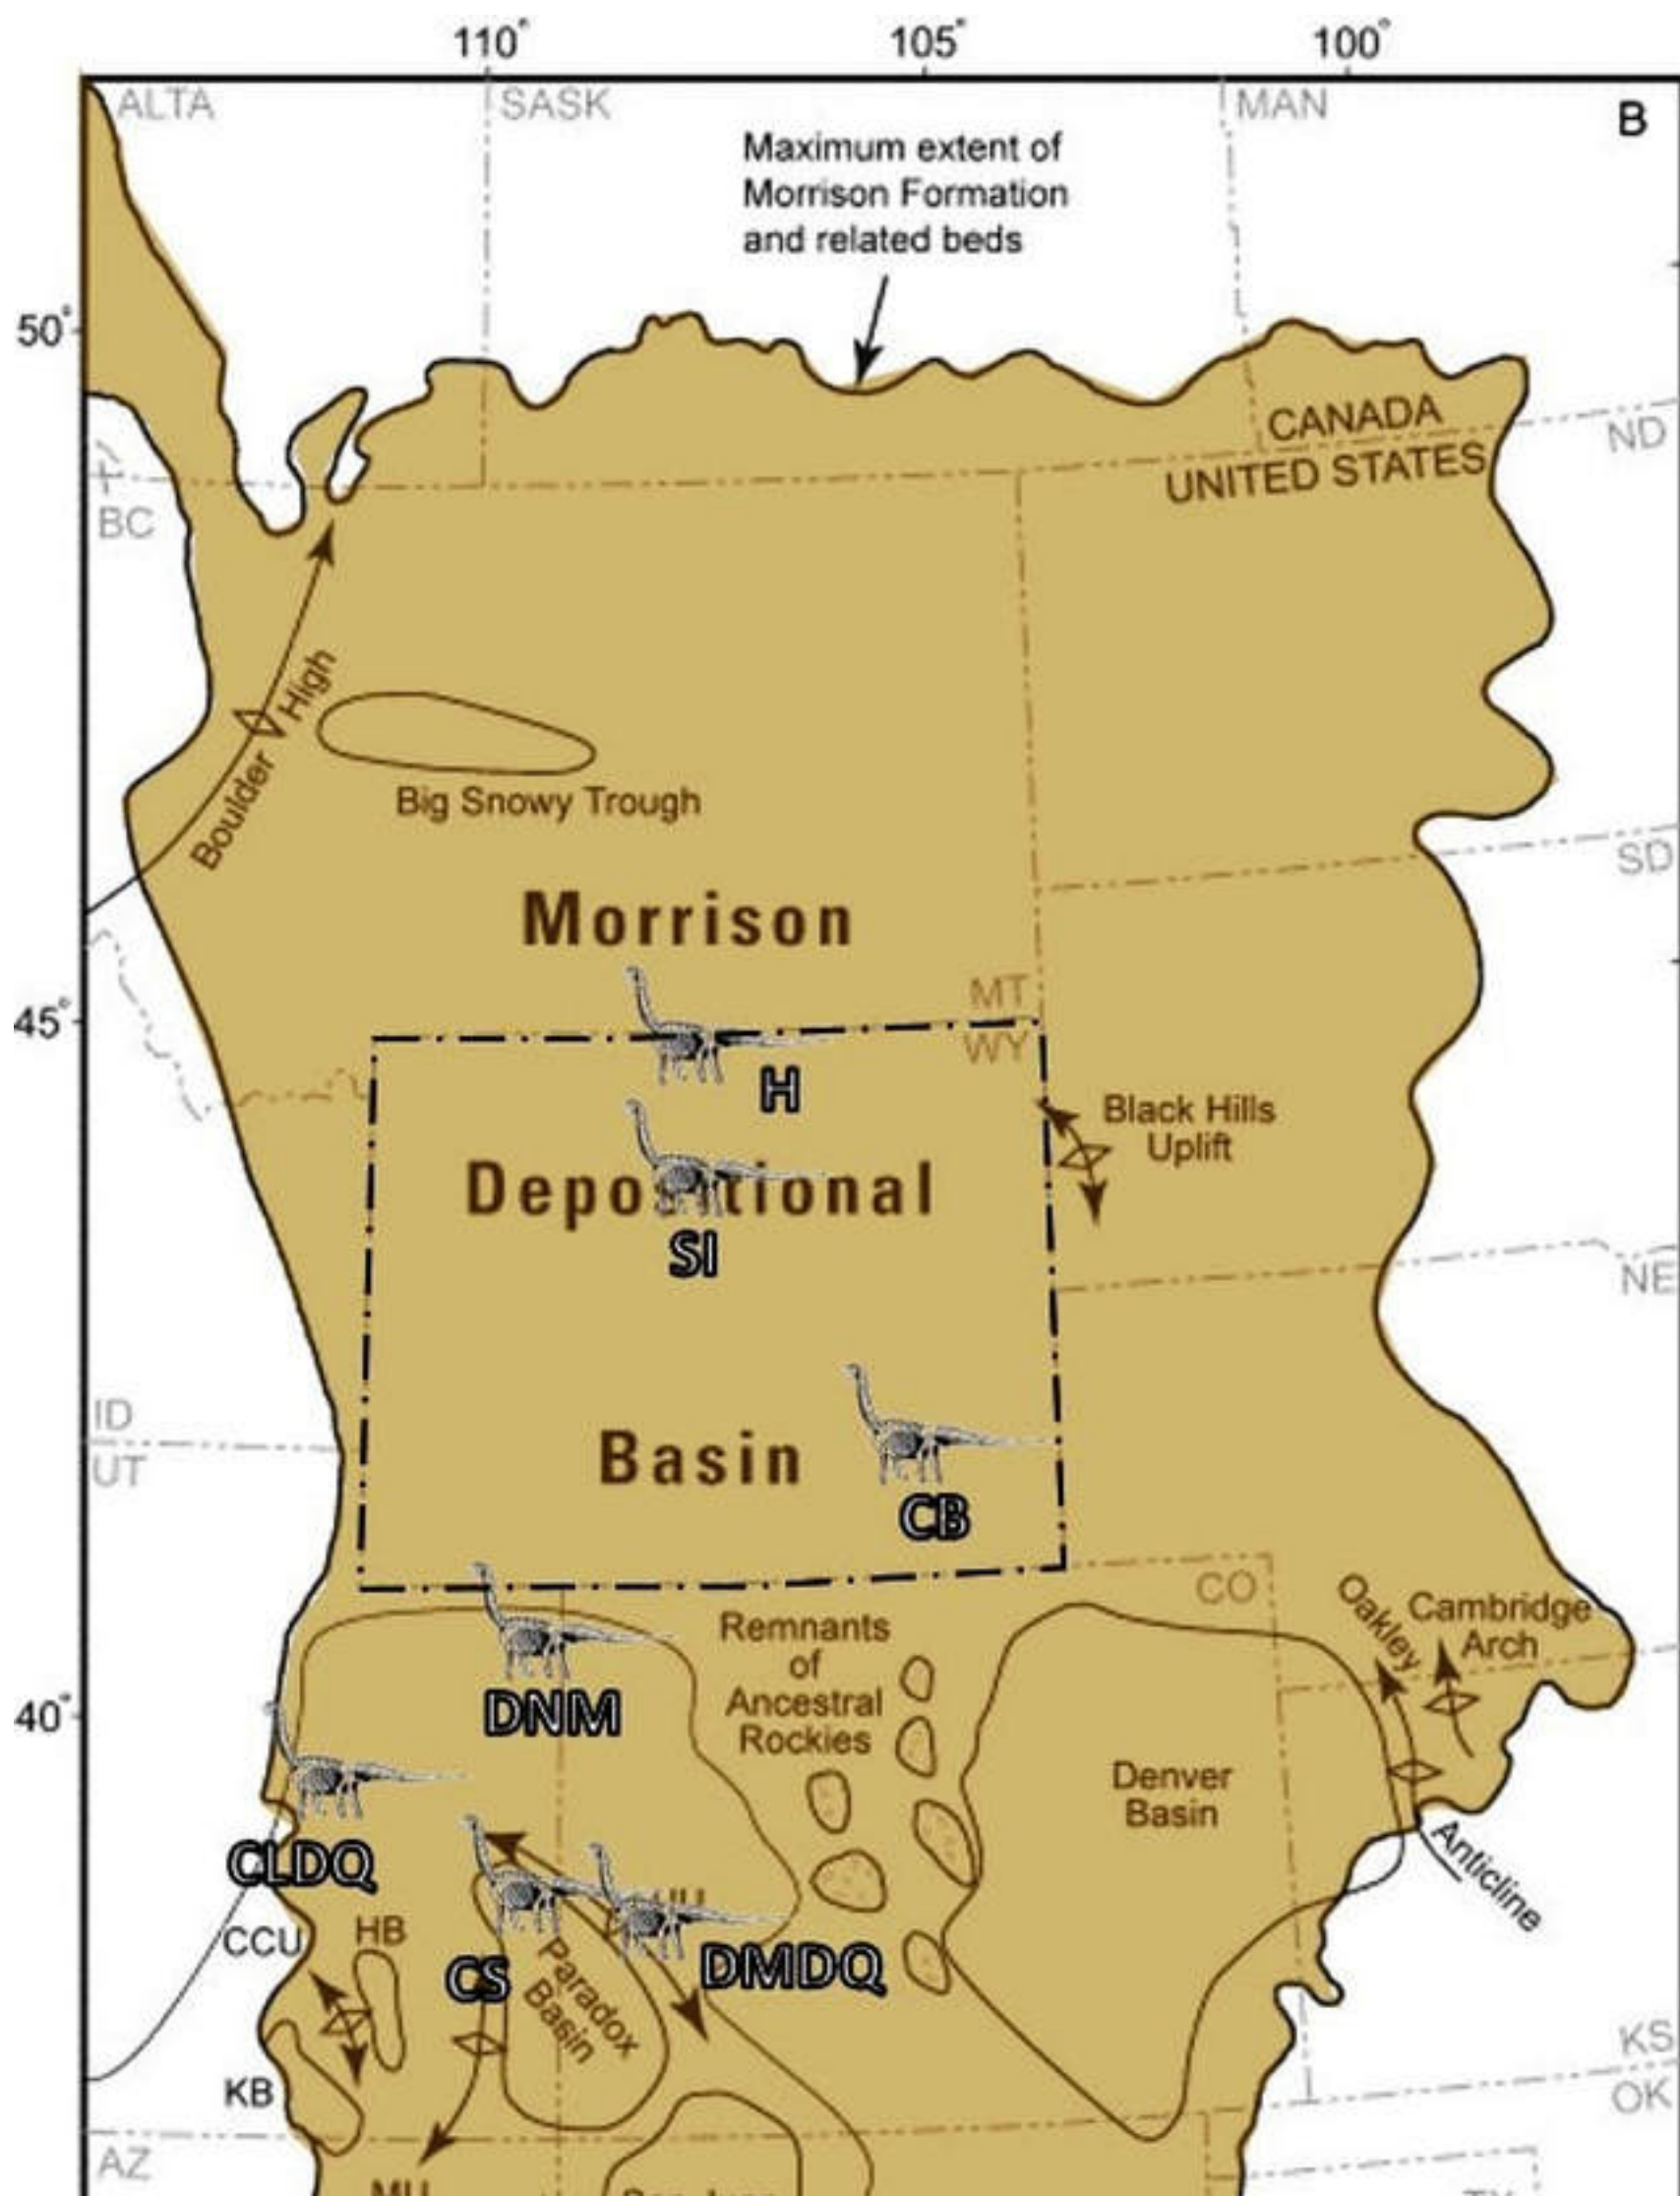 110°
105°
100°
ALTA
SASK
MAN
B
Maximum extent of
Morrison Formation
and related beds
50°
CANADA
UNITED STATES
ND
BC
Boulder High
Big Snowy Trough
SD
Morrison
MT
45°
WY
H
Black Hills
Uplift
SI
NE
ID
UT
Basin
CB
CO
Remnants
of
Ancestral
Rockies
Oakley
Cambridge
Arch
DNM
40°
Denver
Basin
CLDQ
Anticline
CCU
HB
CS
Paradox
Basin
DMDQ
KS
KB
OK
AZ